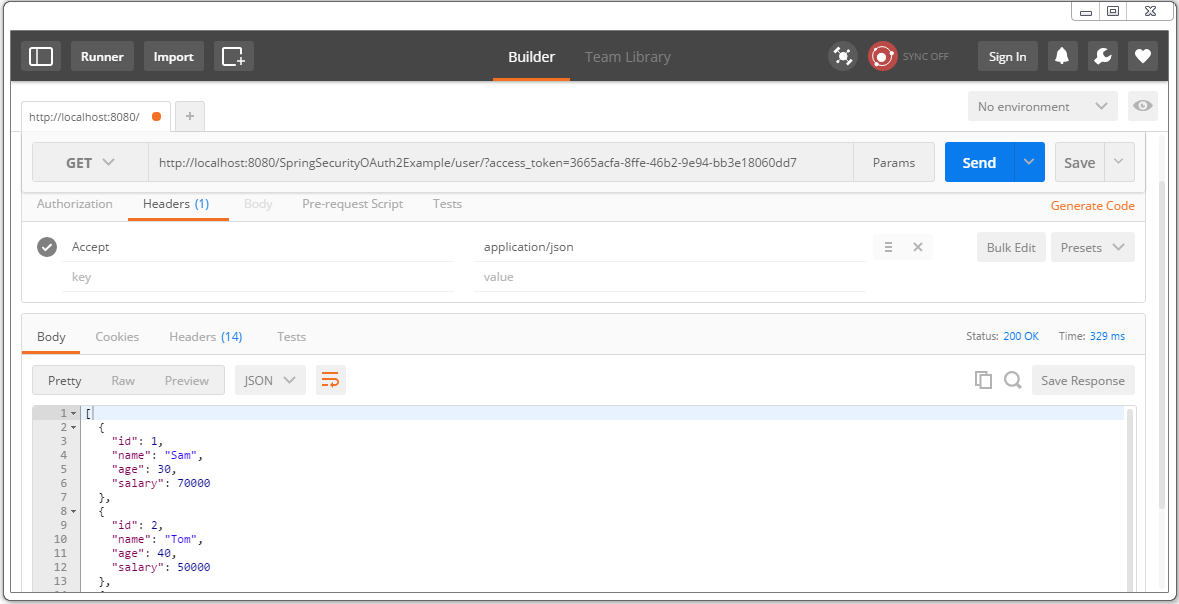 Runner Import Builder Team Library SYNC OFF Sign In
http://localhost:8080/ + No environment
GET http://localhost:8080/SpringSecurityOAuth2Example/user/?access_token=3665acfa-8ffe-46b2-9e94-bb3e18060dd7 Params Send Save
Authorization Headers (1) Body Pre-request Script Tests Generate Code
Accept application/json Bulk Edit Presets
key value
Body Cookies Headers (14) Tests Status: 200 OK Time: 329 ms
Pretty Raw Preview JSON Save Response
1 [
2 {
3 "id": 1,
4 "name": "Sam",
5 "age": 30,
6 "salary": 70000
7 },
8 {
9 "id": 2,
10 "name": "Tom",
11 "age": 40,
12 "salary": 50000
13 },